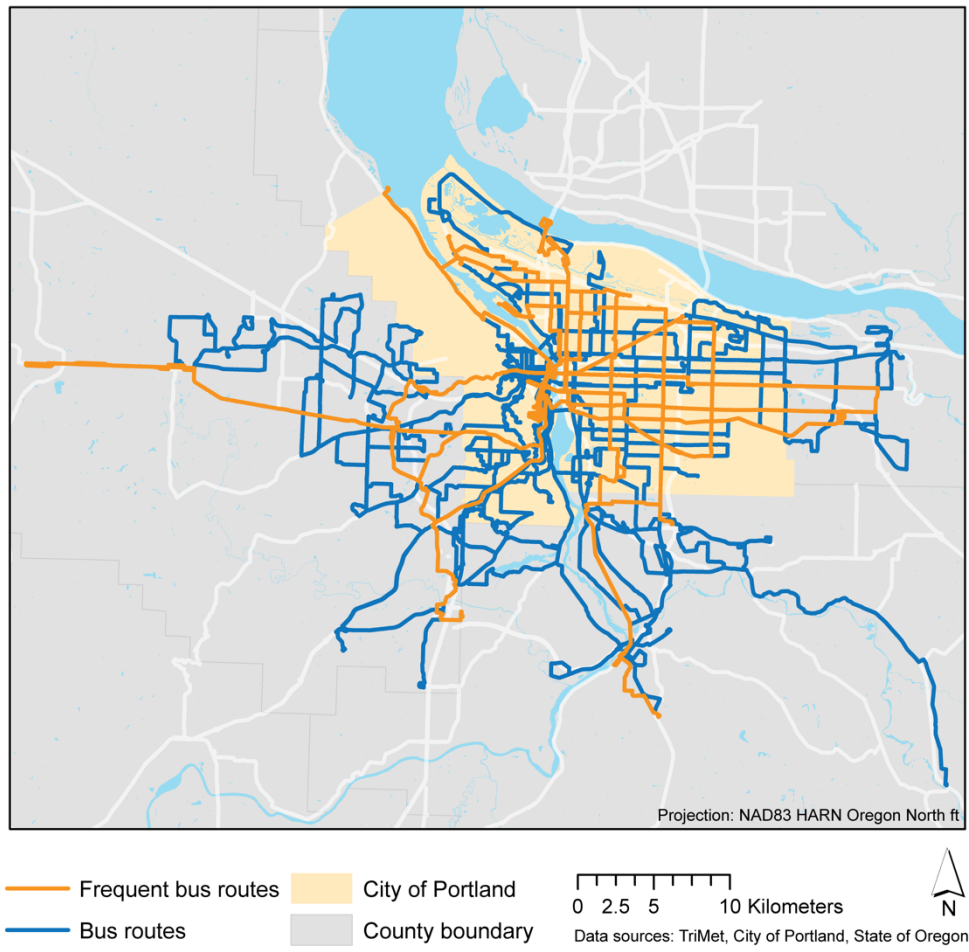 Projection: NAD83 HARN Oregon North ft
Frequent bus routes
City of Portland
Bus routes
County boundary
0 2.5 5 10 Kilometers
N
Data sources: TriMet, City of Portland, State of Oregon